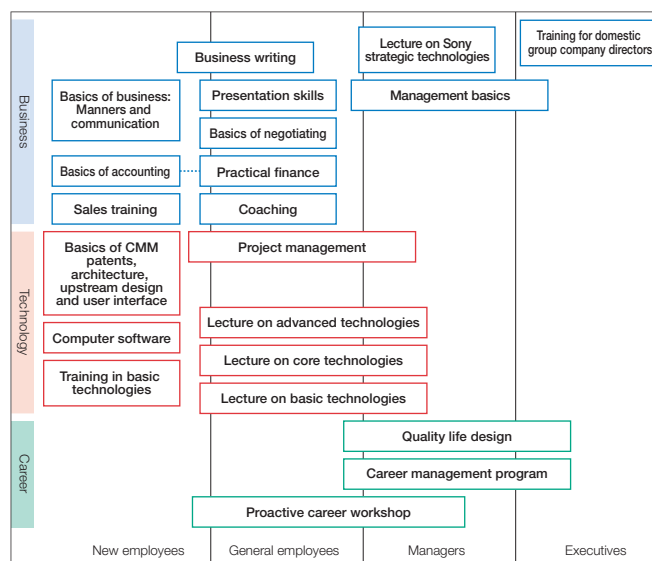 Business
Business writing
Lecture on Sony
strategic technologies
Training for domestic
group company directors
Basics of business:
Manners and
communication
Presentation skills
Management basics
Basics of negotiating
Basics of accounting
Practical finance
Sales training
Coaching
Technology
Basics of CMM
patents,
architecture,
upstream design
and user interface
Project management
Computer software
Lecture on advanced technologies
Training in basic
technologies
Lecture on core technologies
Lecture on basic technologies
Career
Quality life design
Career management program
Proactive career workshop
New employees
General employees
Managers
Executives